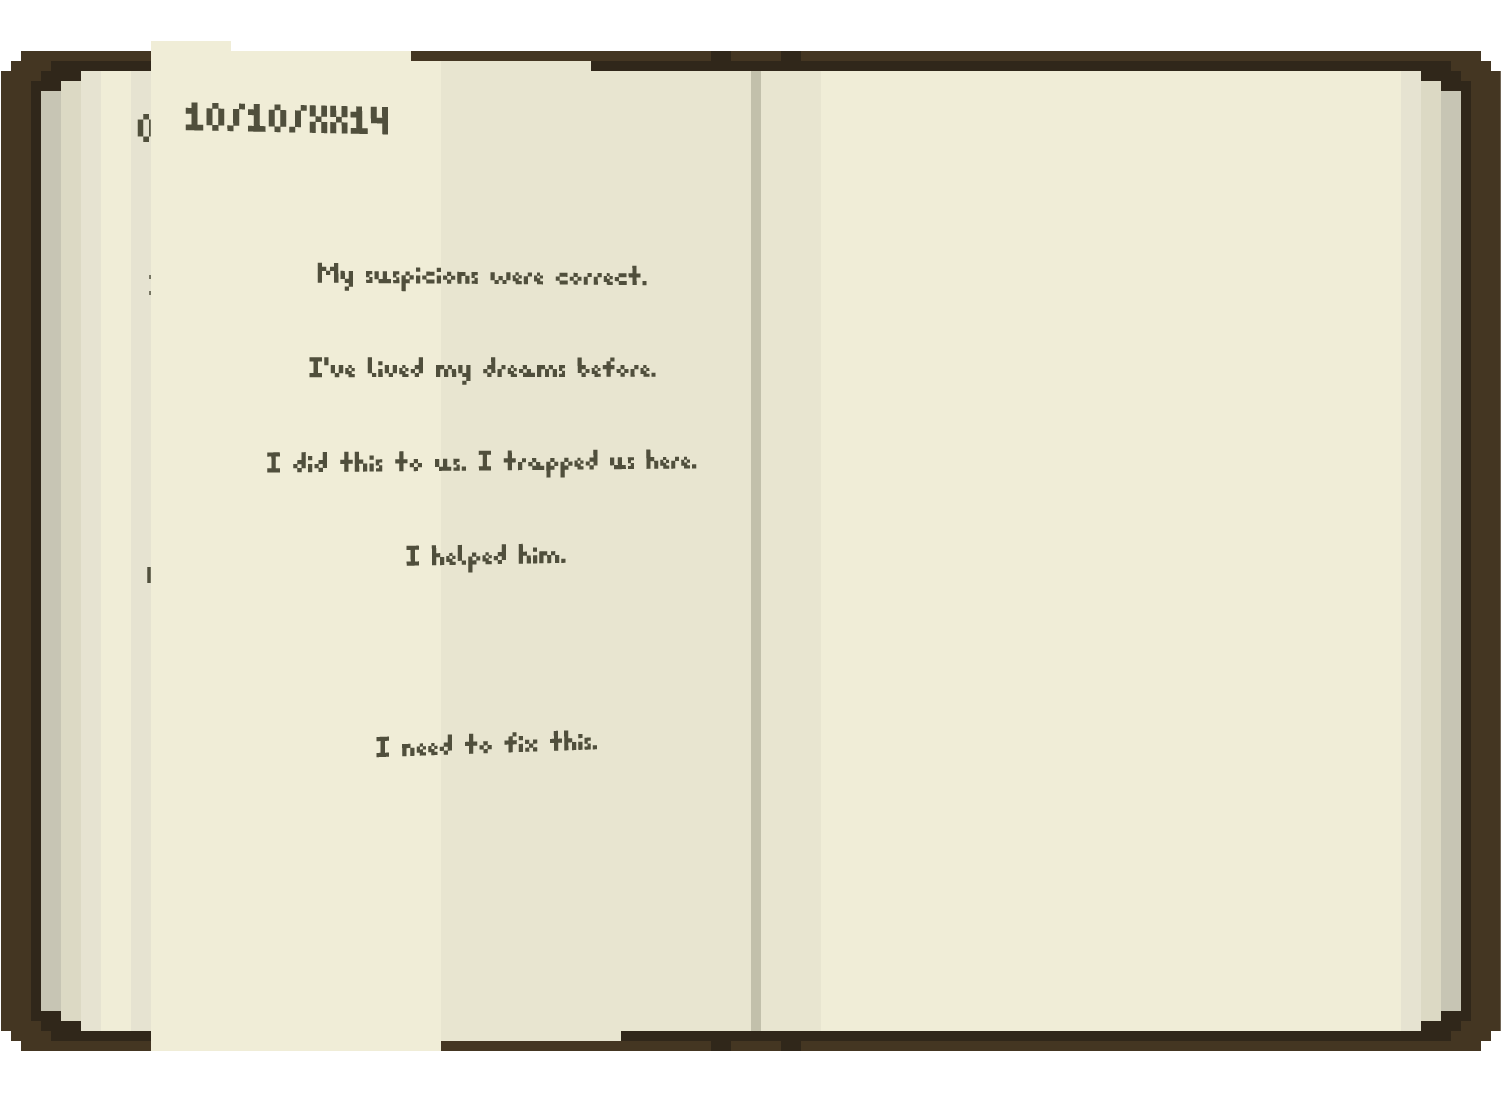 10/10/XX14
My suspicions were correct.
I've lived my dreams before.
I did this to us. I trapped us here.
I helped him.
I need to fix this.